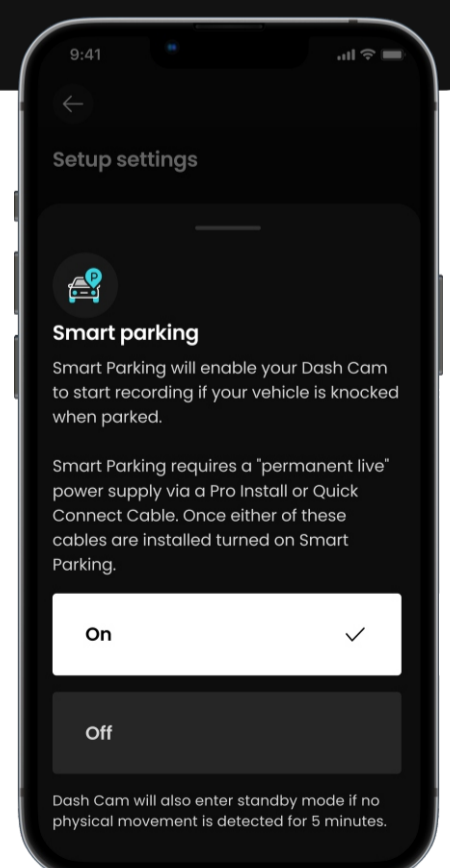 9:41
Setup settings
P
Smart parking
Smart Parking will enable your Dash Cam
to start recording if your vehicle is knocked
when parked.
Smart Parking requires a "permanent live"
power supply via a Pro Install or Quick
Connect Cable. Once either of these
cables are installed turned on Smart
Parking.
On
Off
Dash Cam will also enter standby mode if no
physical movement is detected for 5 minutes.